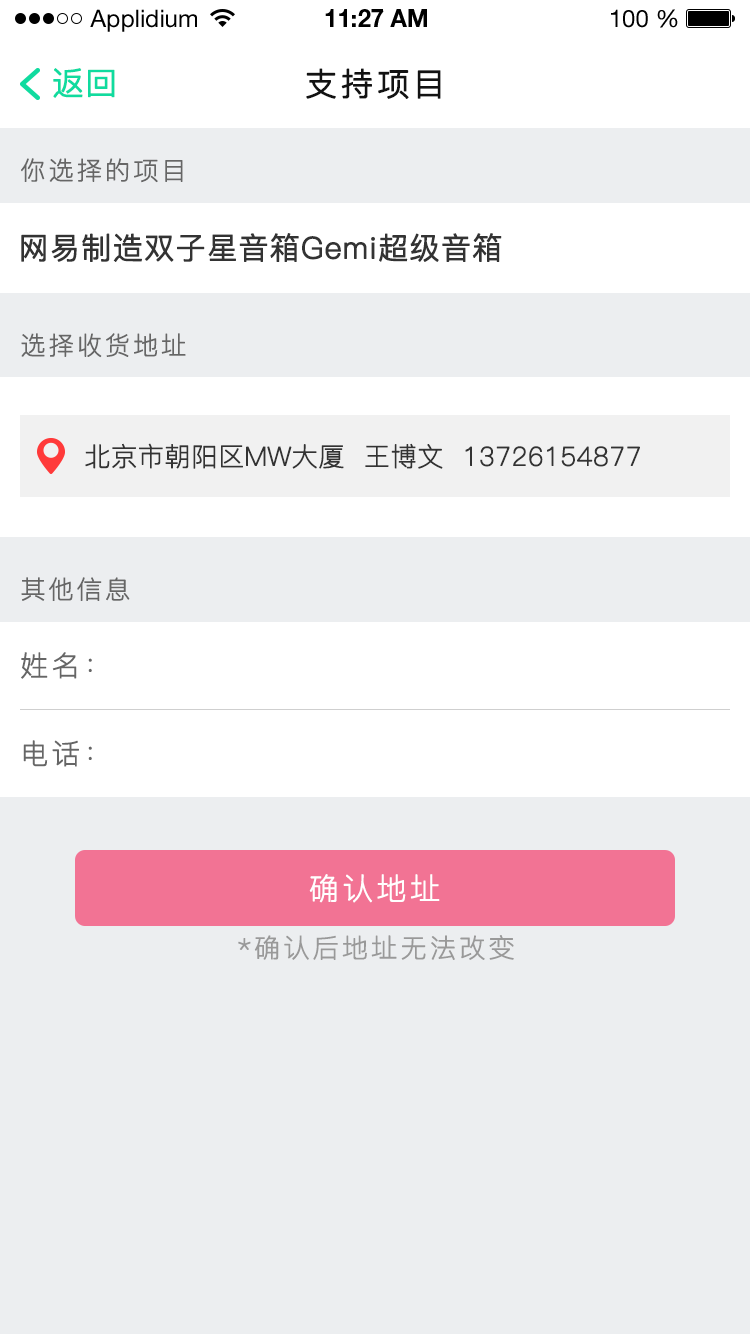 Applidium 11:27 AM 100 %
返回 支持项目
你选择的项目
网易制造双子星音箱Gemi超级音箱
选择收货地址
北京市朝阳区MW大厦 王博文 13726154877
其他信息
姓名：
电话：
确认地址
*确认后地址无法改变